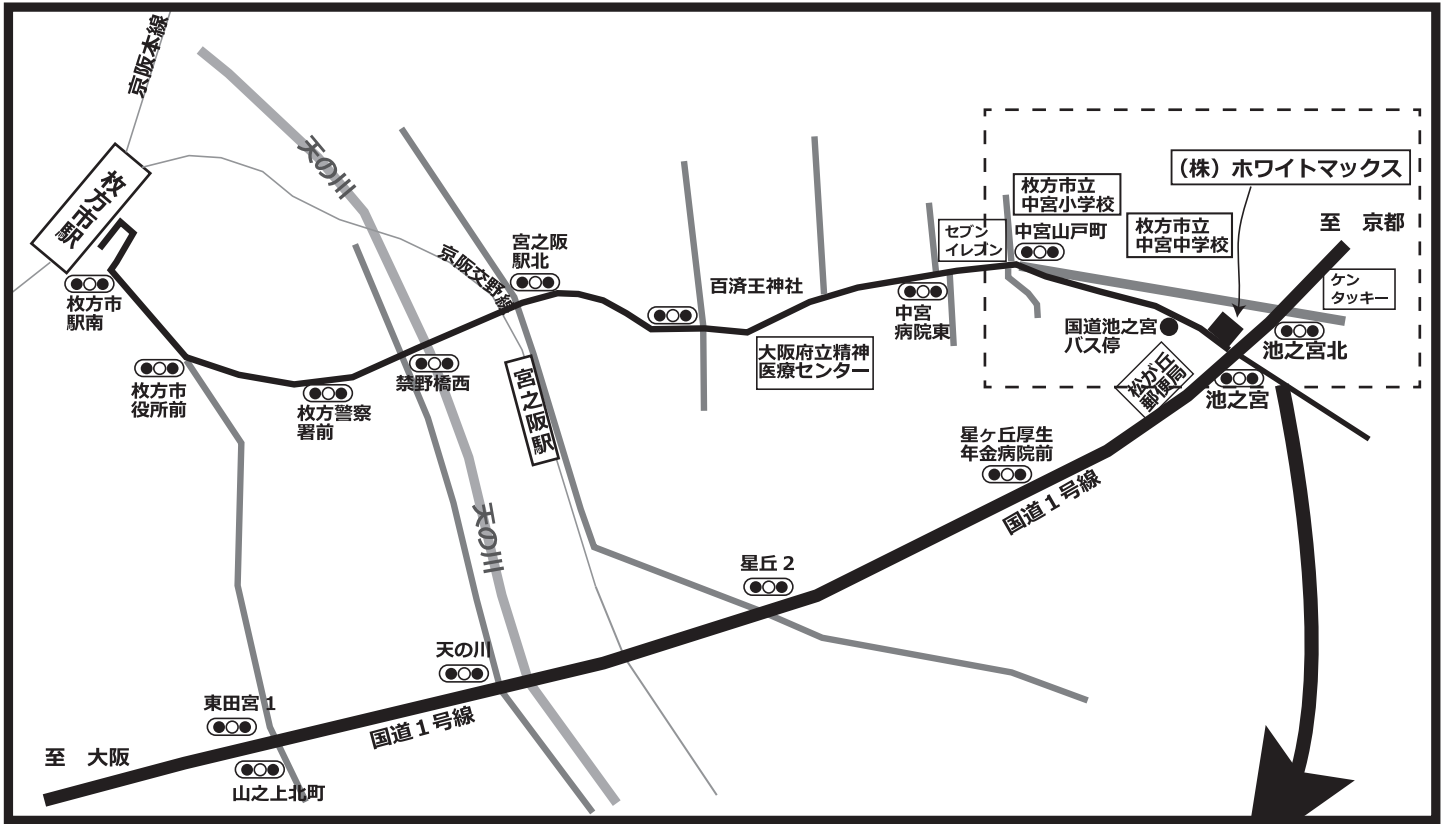 京阪本線
枚方市駅
枚方市
駅南
枚方市
役所前
枚方警察
署前
天の川
禁野橋西
京阪交野線
宮之阪
駅北
宮之阪駅
百済王神社
大阪府立精神
医療センター
中宮
病院東
セブン
イレブン
枚方市立
中宮小学校
中宮山戸町
枚方市立
中宮中学校
（株）ホワイトマックス
至　京都
ケン
タッキー
国道池之宮
バス停
池之宮北
松が丘
郵便局
池之宮
星ヶ丘厚生
年金病院前
国道１号線
星丘 2
天の川
天の川
国道１号線
東田宮 1
至　大阪
山之上北町